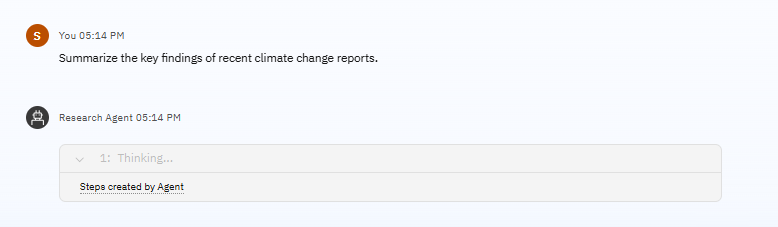 S You 05:14 PM
Summarize the key findings of recent climate change reports.
Research Agent 05:14 PM
1: Thinking...
Steps created by Agent